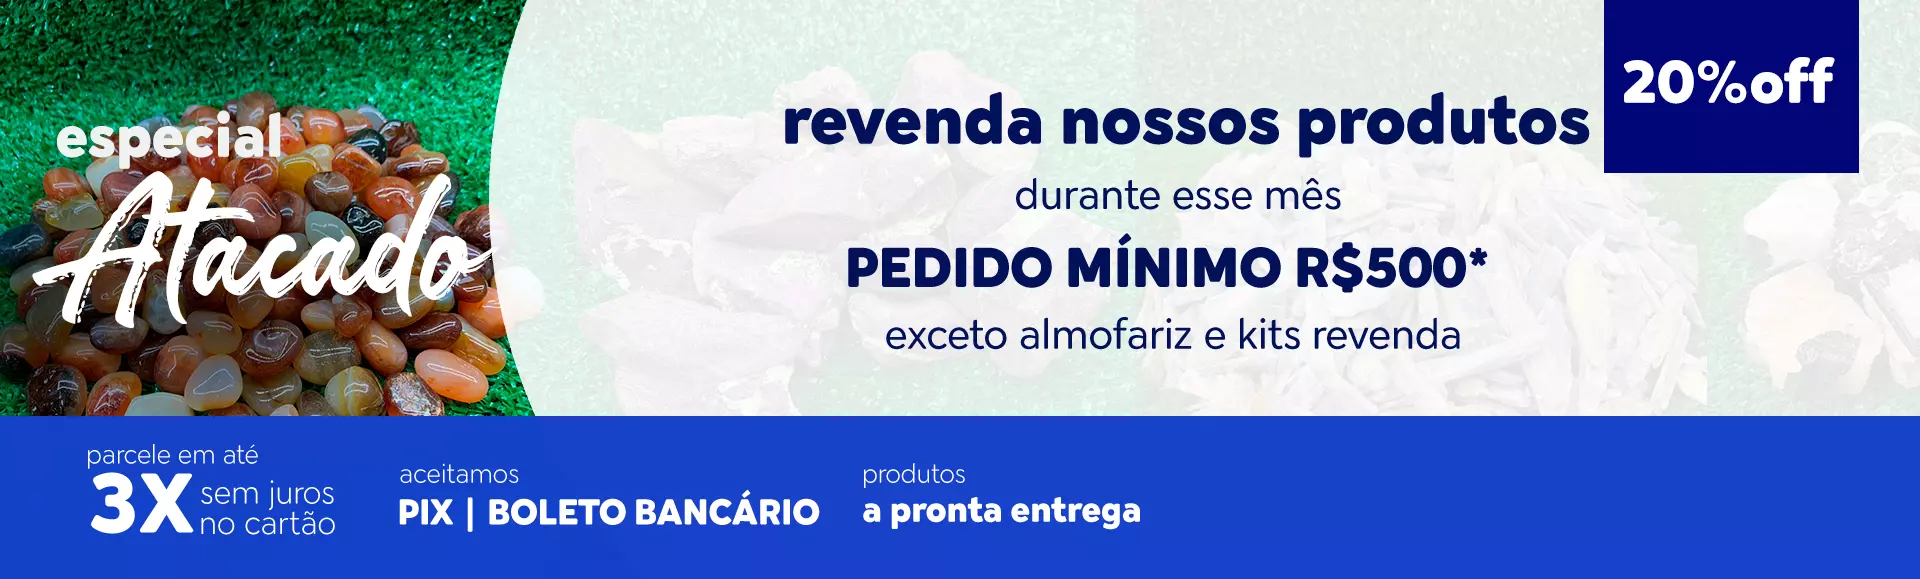 especial
Atacado
revenda nossos produtos
20%off
durante esse mês
PEDIDO MÍNIMO R$500*
exceto almofariz e kits revenda
parcele em até
3X sem juros
no cartão
aceitamos
PIX | BOLETO BANCÁRIO
produtos
a pronta entrega